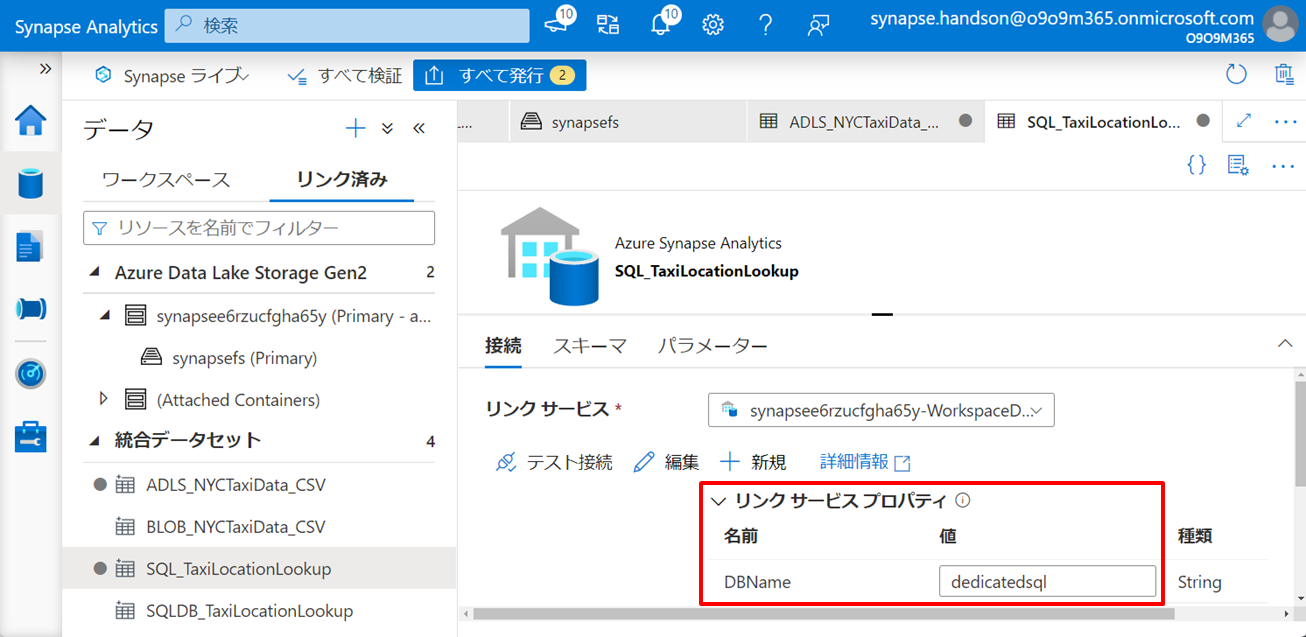 Synapse Analytics
検索
10
10
?
synapse.handson@o9o9m365.onmicrosoft.com
O9O9M365
Synapse ライブ
すべて検証
すべて発行 2
データ
ワークスペース
リンク済み
リソースを名前でフィルター
Azure Data Lake Storage Gen2 2
synapsee6rzucfgha65y (Primary - a...
synapsefs (Primary)
(Attached Containers)
統合データセット 4
ADLS_NYCTaxiData_CSV
BLOB_NYCTaxiData_CSV
SQL_TaxiLocationLookup
SQLDB_TaxiLocationLookup
...
synapsefs
ADLS_NYCTaxiData_...
SQL_TaxiLocationLo...
{}
Azure Synapse Analytics
SQL_TaxiLocationLookup
接続
スキーマ
パラメーター
リンク サービス *
synapsee6rzucfgha65y-WorkspaceD...
テスト接続
編集
新規
詳細情報
リンク サービス プロパティ
名前 値 種類
DBName dedicatedsql String